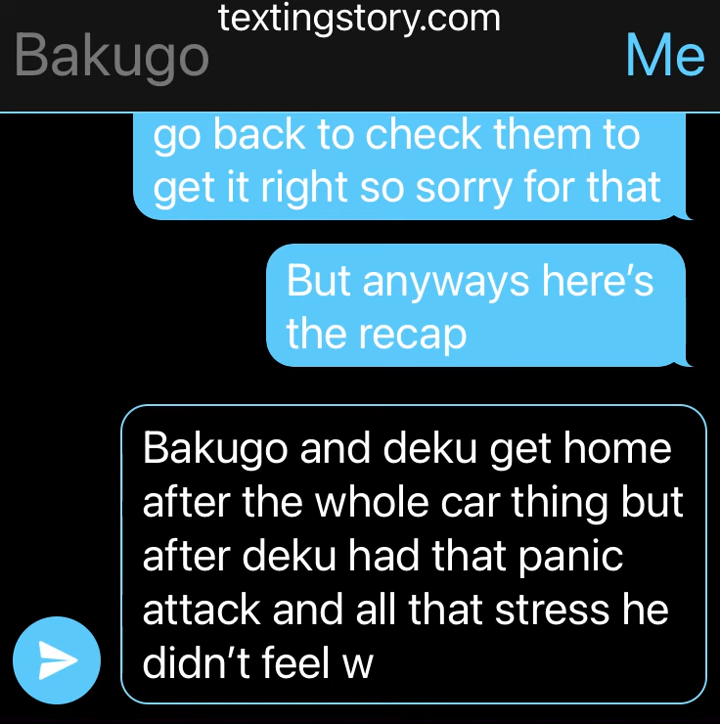 textingstory.com
Bakugo
Me
go back to check them to
get it right so sorry for that
But anyways here’s
the recap
Bakugo and deku get home
after the whole car thing but
after deku had that panic
attack and all that stress he
didn’t feel w